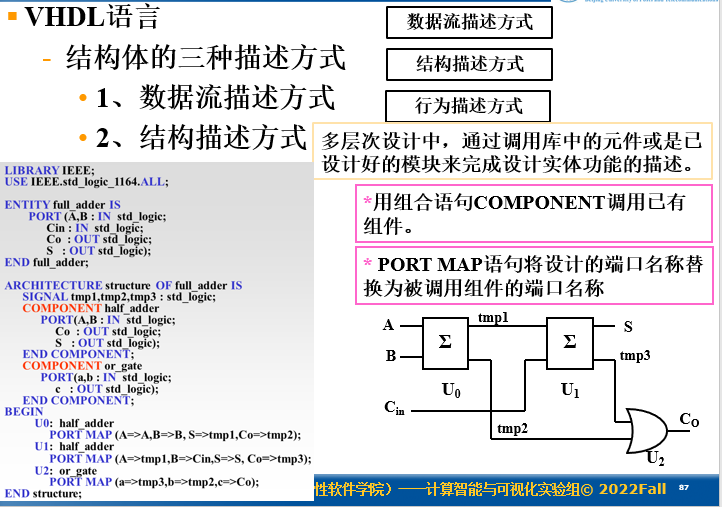 VHDL语言
- 结构体的三种描述方式
• 1、数据流描述方式
• 2、结构描述方式
数据流描述方式
结构描述方式
行为描述方式
多层次设计中，通过调用库中的元件或是已
设计好的模块来完成设计实体功能的描述。
*用组合语句COMPONENT调用已有
组件。
* PORT MAP语句将设计的端口名称替
换为被调用组件的端口名称
LIBRARY IEEE;
USE IEEE.std_logic_1164.ALL;
ENTITY full_adder IS
PORT (A,B : IN std_logic;
Cin : IN std_logic;
Co : OUT std_logic;
S : OUT std_logic);
END full_adder;
ARCHITECTURE structure OF full_adder IS
SIGNAL tmp1,tmp2,tmp3 : std_logic;
COMPONENT half_adder
PORT(A,B : IN std_logic;
Co : OUT std_logic;
S : OUT std_logic);
END COMPONENT;
COMPONENT or_gate
PORT(a,b : IN std_logic;
c : OUT std_logic);
END COMPONENT;
BEGIN
U0: half_adder
PORT MAP (A=>A,B=>B, S=>tmp1,Co=>tmp2);
U1: half_adder
PORT MAP (A=>tmp1,B=>Cin,S=>S, Co=>tmp3);
U2: or_gate
PORT MAP (a=>tmp3,b=>tmp2,c=>Co);
END structure;
A
B
Cin
Σ
U0
tmp1
Σ
U1
S
tmp3
tmp2
CO
U2
性软件学院）——计算智能与可视化实验组© 2022Fall
87